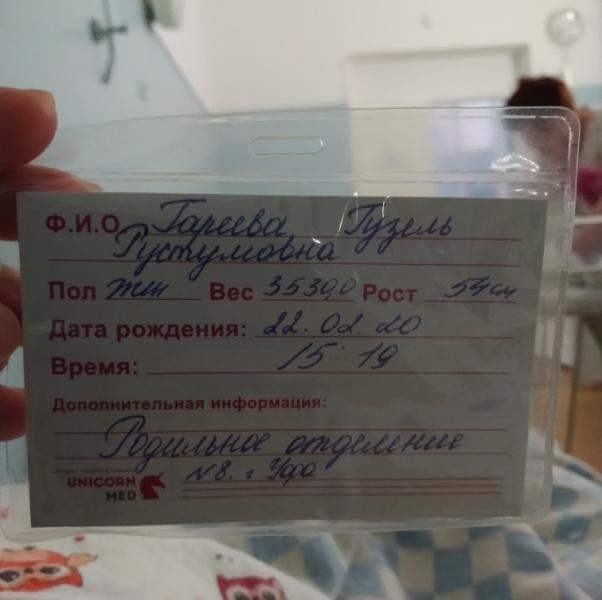 Ф.И.О Гареева Гузель
Рустумовна
Пол жен Вес 3530,0 Рост 54см
Дата рождения: 22.02.20
Время: 15:19
Дополнительная информация:
Родильное отделение
UNICORN MED №8. г Уфа